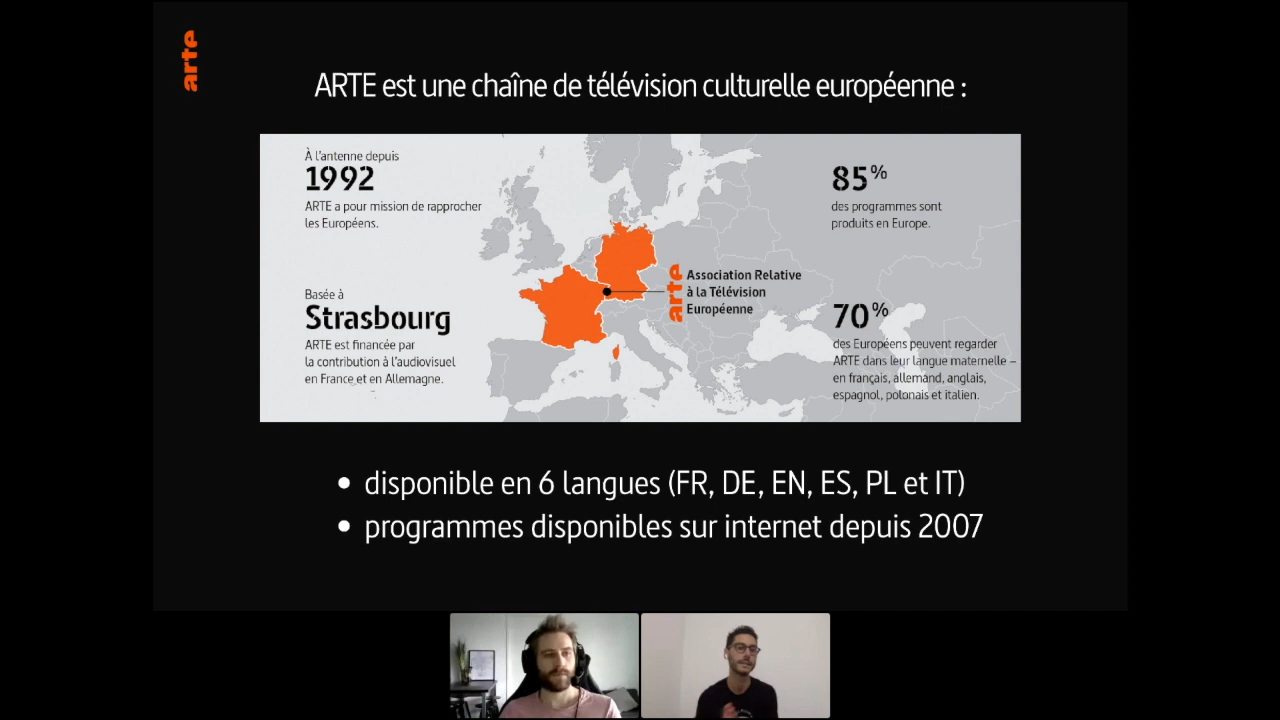 arte
ARTE est une chaîne de télévision culturelle européenne :
À l'antenne depuis
1992
ARTE a pour mission de rapprocher
les Européens.
Basée à
Strasbourg
ARTE est financée par
la contribution à l'audiovisuel
en France et en Allemagne.
arte
Association Relative
à la Télévision
Européenne
85%
des programmes sont
produits en Europe.
70%
des Européens peuvent regarder
ARTE dans leur langue maternelle –
en français, allemand, anglais,
espagnol, polonais et italien.
• disponible en 6 langues (FR, DE, EN, ES, PL et IT)
• programmes disponibles sur internet depuis 2007